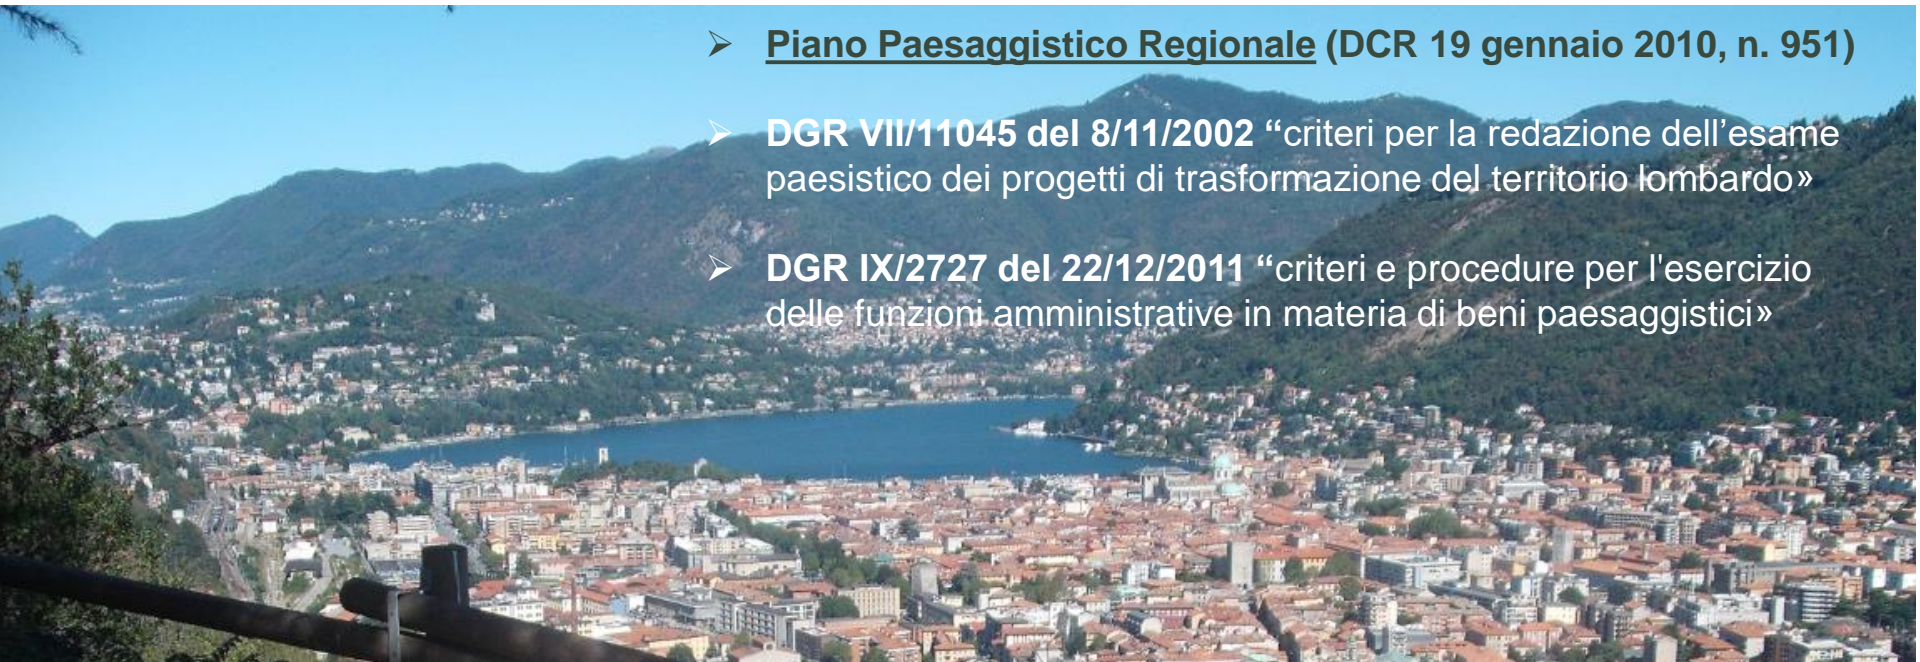 ➢ Piano Paesaggistico Regionale (DCR 19 gennaio 2010, n. 951)
➢ DGR VII/11045 del 8/11/2002 “criteri per la redazione dell’esame
paesistico dei progetti di trasformazione del territorio lombardo»
➢ DGR IX/2727 del 22/12/2011 “criteri e procedure per l'esercizio
delle funzioni amministrative in materia di beni paesaggistici»